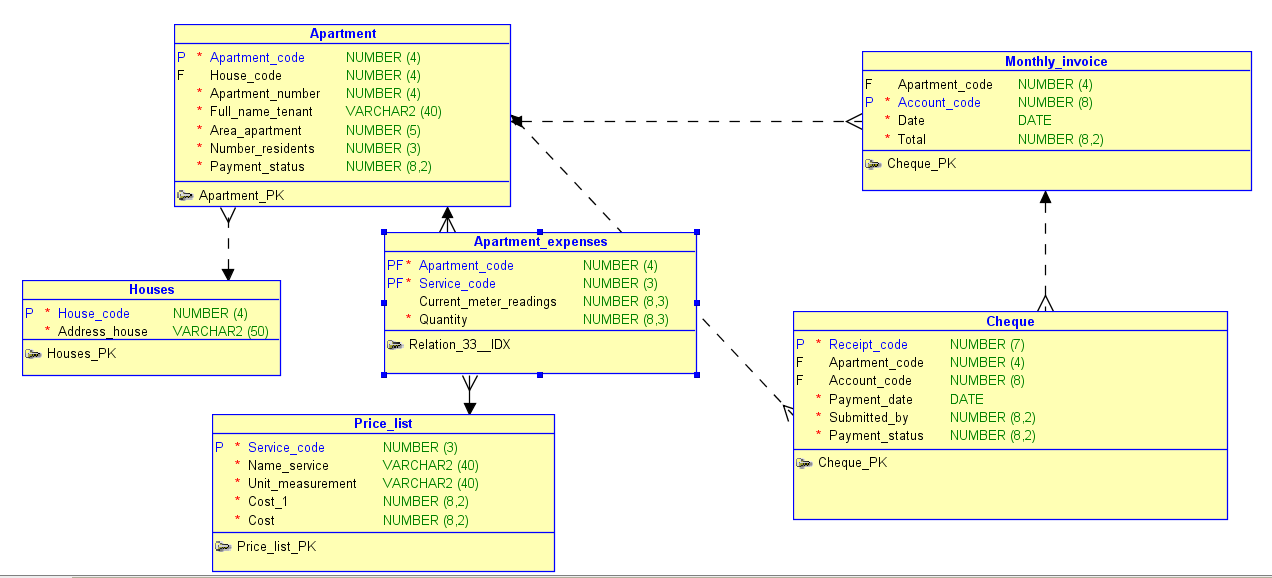 Apartment
P * Apartment_code NUMBER (4)
F House_code NUMBER (4)
* Apartment_number NUMBER (4)
* Full_name_tenant VARCHAR2 (40)
* Area_apartment NUMBER (5)
* Number_residents NUMBER (3)
* Payment_status NUMBER (8,2)
Apartment_PK
Monthly_invoice
F Apartment_code NUMBER (4)
P * Account_code NUMBER (8)
* Date DATE
* Total NUMBER (8,2)
Cheque_PK
Houses
P * House_code NUMBER (4)
* Address_house VARCHAR2 (50)
Houses_PK
Apartment_expenses
PF * Apartment_code NUMBER (4)
PF * Service_code NUMBER (3)
Current_meter_readings NUMBER (8,3)
* Quantity NUMBER (8,3)
Relation_33__IDX
Cheque
P * Receipt_code NUMBER (7)
F Apartment_code NUMBER (4)
F Account_code NUMBER (8)
* Payment_date DATE
* Submitted_by NUMBER (8,2)
* Payment_status NUMBER (8,2)
Cheque_PK
Price_list
P * Service_code NUMBER (3)
* Name_service VARCHAR2 (40)
* Unit_measurement VARCHAR2 (40)
* Cost_1 NUMBER (8,2)
* Cost NUMBER (8,2)
Price_list_PK